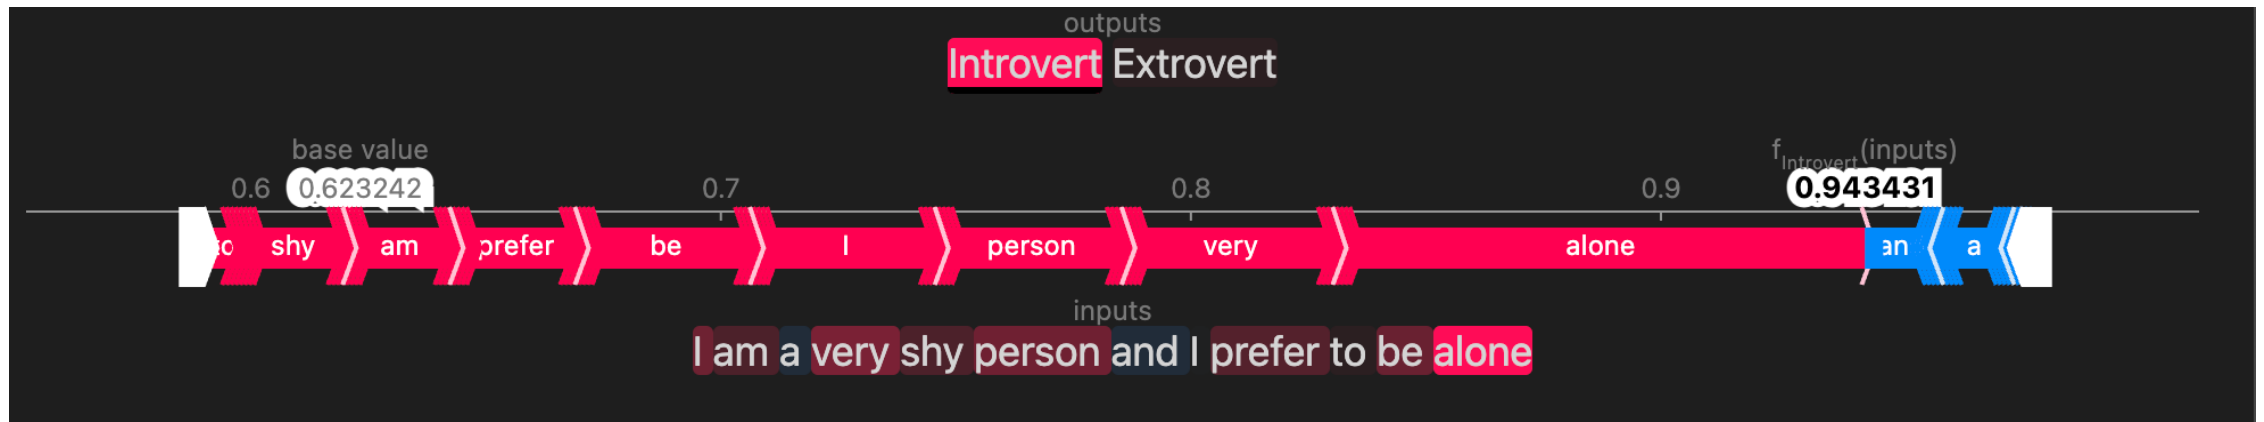 outputs
Introvert Extrovert
base value
f Introvert (inputs)
0.6 0.623242 0.7 0.8 0.9 0.943431
shy am prefer be I person very alone an a
inputs
I am a very shy person and I prefer to be alone